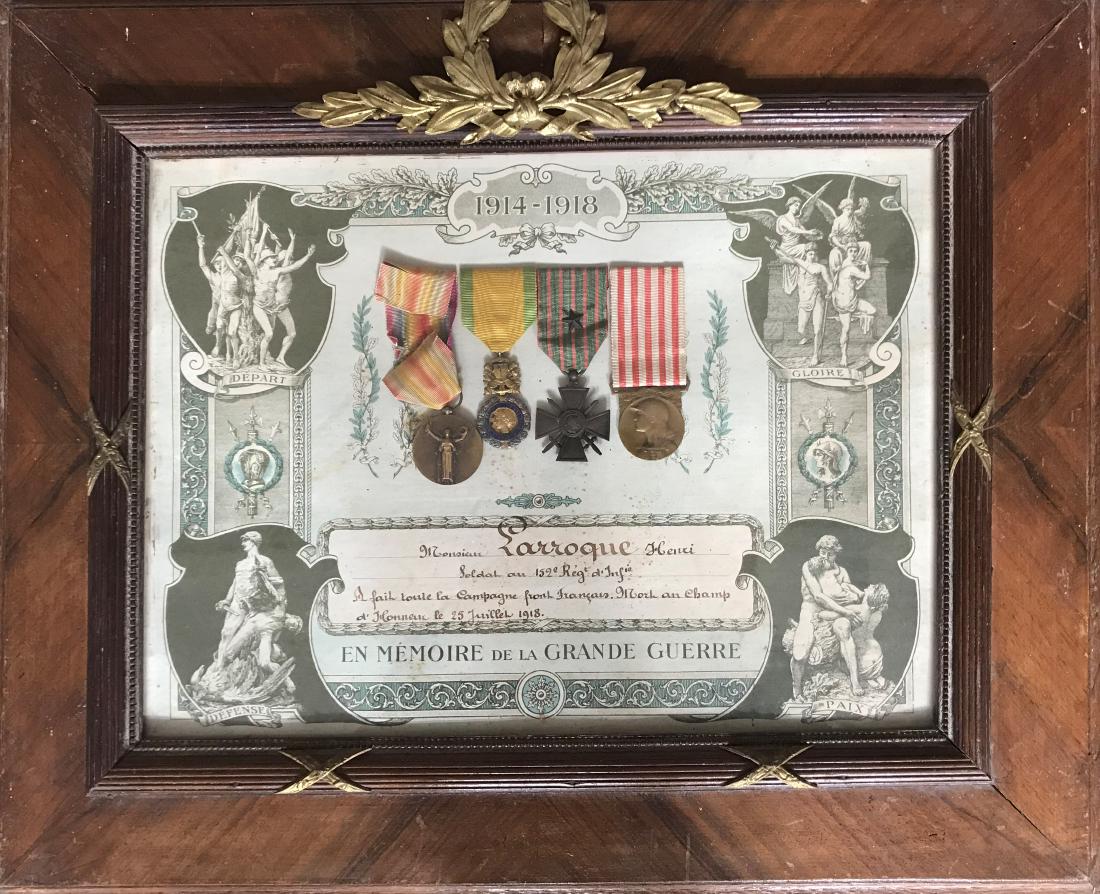 1914-1918
DÉPART
GLOIRE
Monsieur Larroque Henri
Soldat au 152e Régt d'Infie
A fait toute la Campagne front Français. Mort au Champ
d'Honneur le 25 Juillet 1918.
EN MÉMOIRE DE LA GRANDE GUERRE
DÉFENSE
PAIX